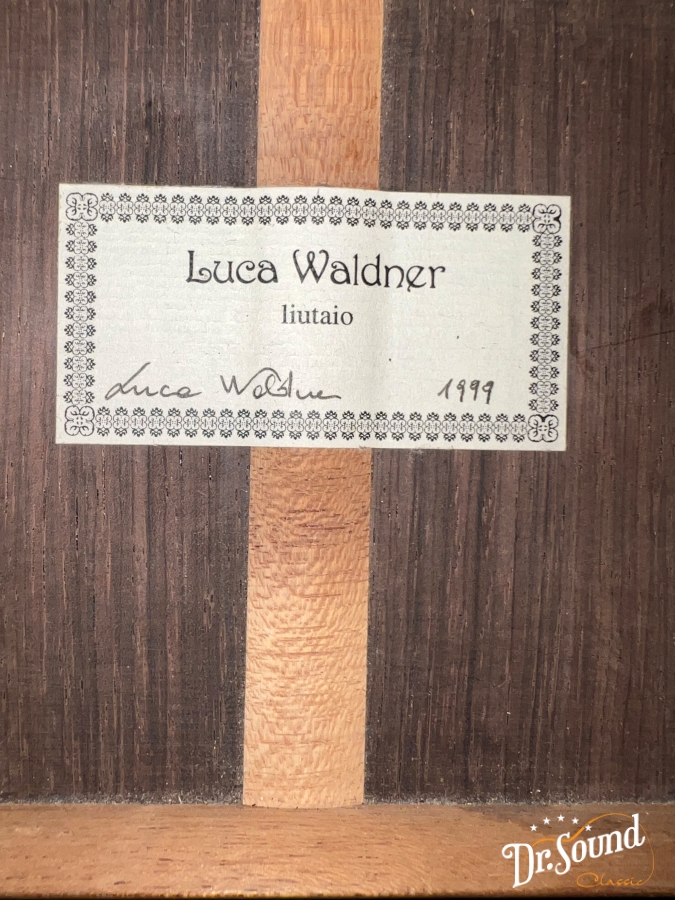 Luca Waldner
liutaio
Luca Waldner 1999
Dr. Sound
Classic